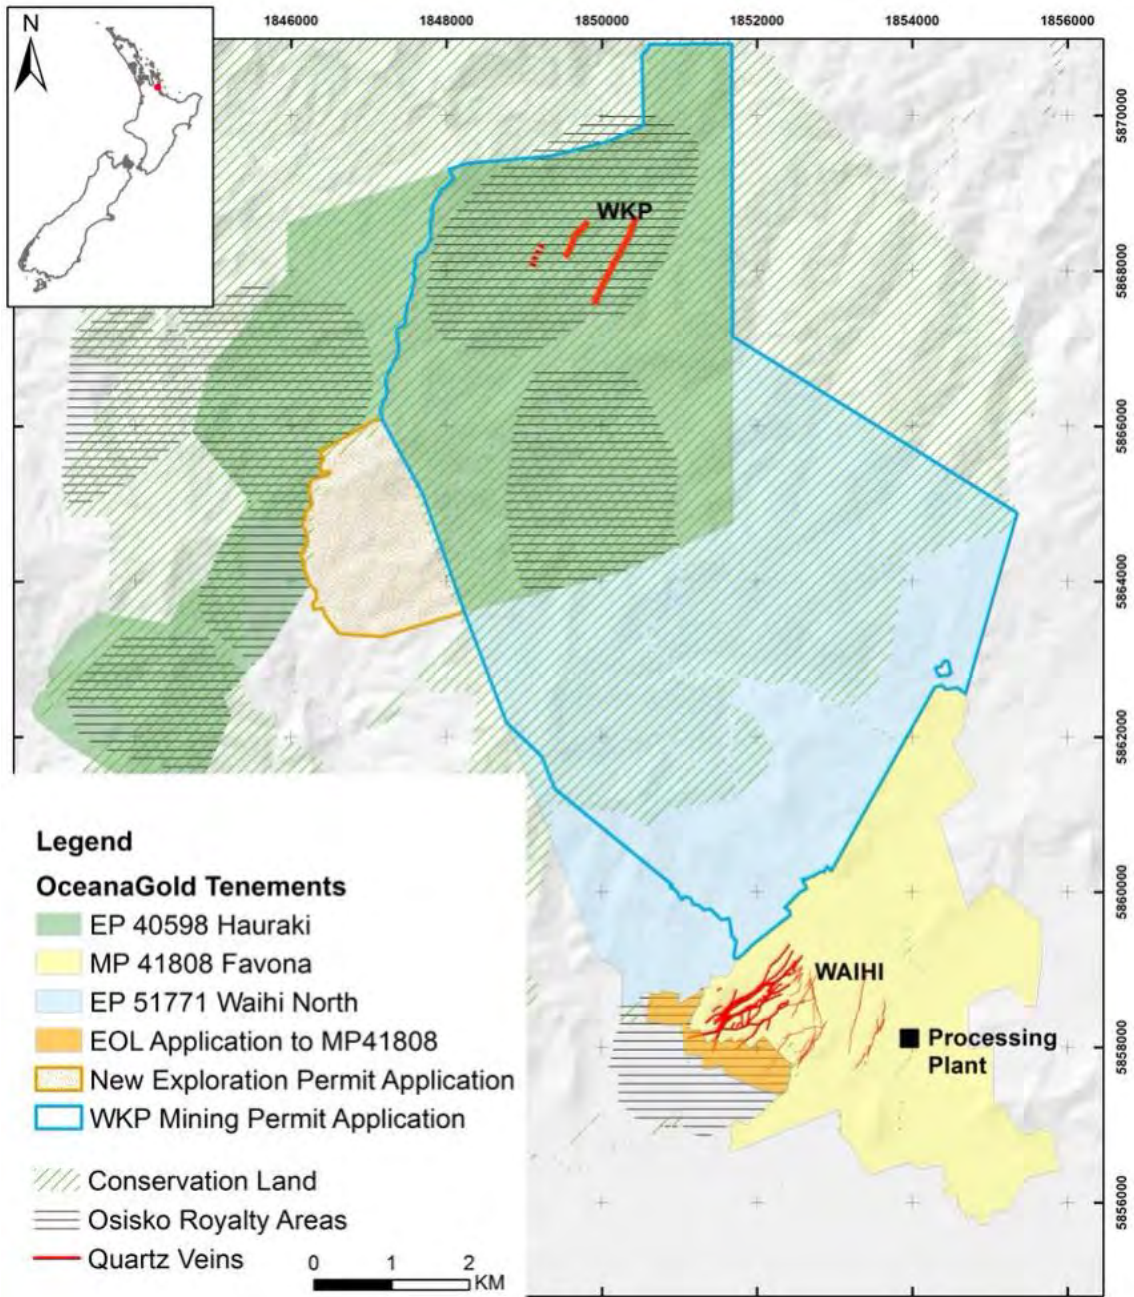 N
1846000 1848000 1850000 1852000 1854000 1856000
5870000
WKP
5868000
5866000
5864000
5862000
Legend
OceanaGold Tenements
EP 40598 Hauraki
5860000
MP 41808 Favona
WAIHI
EP 51771 Waihi North
EOL Application to MP41808
Processing
Plant
5858000
New Exploration Permit Application
WKP Mining Permit Application
Conservation Land
5856000
Osisko Royalty Areas
Quartz Veins
0 1 2
KM